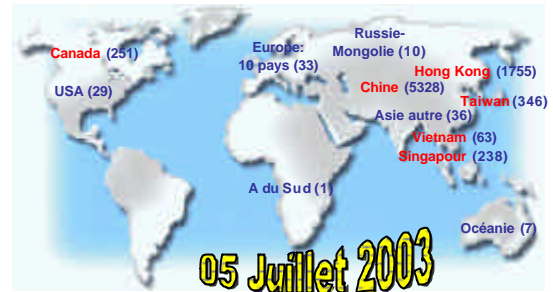 Canada (251)
USA (29)
Europe:
10 pays (33)
Russie-
Mongolie (10)
Hong Kong (1755)
Chine (5328)
Taiwan (346)
Asie autre (36)
Vietnam (63)
Singapour (238)
A du Sud (1)
Océanie (7)
05 Juillet 2003